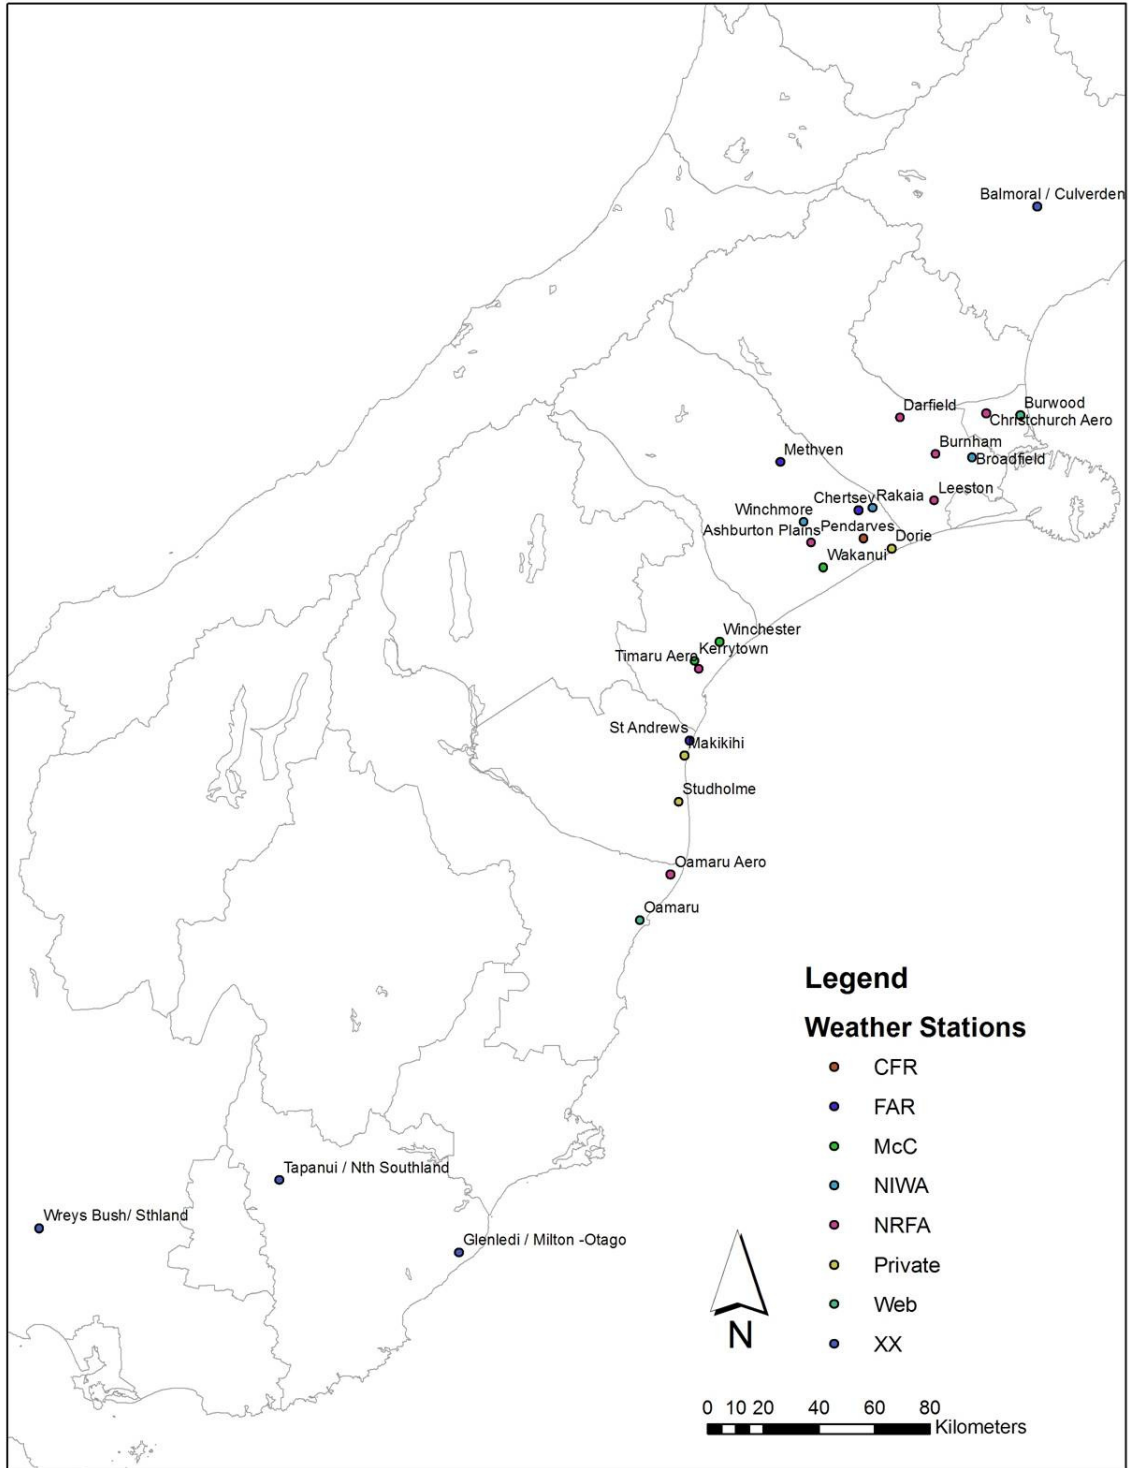 Balmoral / Culverden
Darfield
Burwood
Christchurch Aero
Burnham
Broadfield
Methven
Leeston
Chertsey
Rakaia
Winchmore
Ashburton Plains
Pendarves
Dorie
Wakanui
Winchester
Kerrytown
Timaru Aero
St Andrews
Makikihi
Studholme
Oamaru Aero
Oamaru
Tapanui / Nth Southland
Wreys Bush/ Sthland
Glenledi / Milton -Otago
Legend
Weather Stations
CFR
FAR
McC
NIWA
NRFA
Private
Web
XX
N
0 10 20 40 60 80
Kilometers